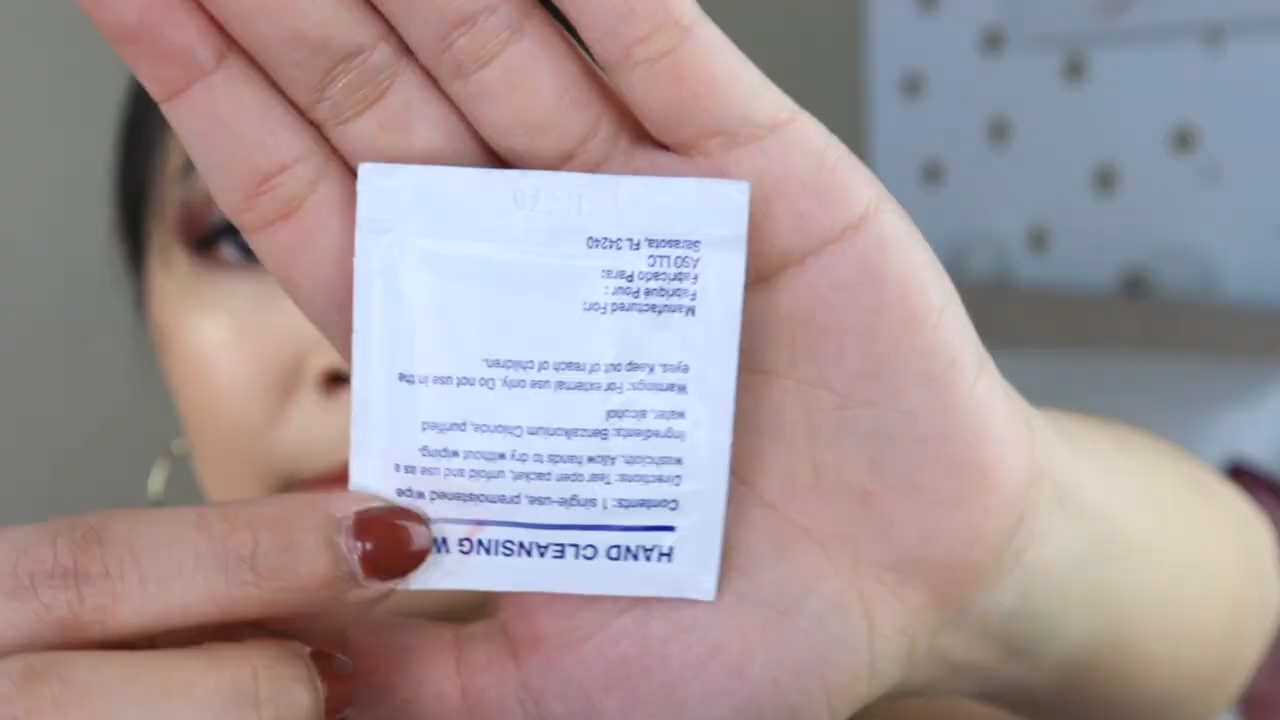 HAND CLEANSING W
Contents: 1 single-use, premoistened wipe
Directions: Tear open packet, unfold and use as a
washcloth. Allow hands to dry without wiping.
Ingredients: Benzalkonium Chloride, purified
water, alcohol
Warnings: For external use only. Do not use in the
eyes. Keep out of reach of children.
Manufactured For:
Fabriqué Pour :
Fabricado Para:
ASO LLC
Sarasota, FL 34240